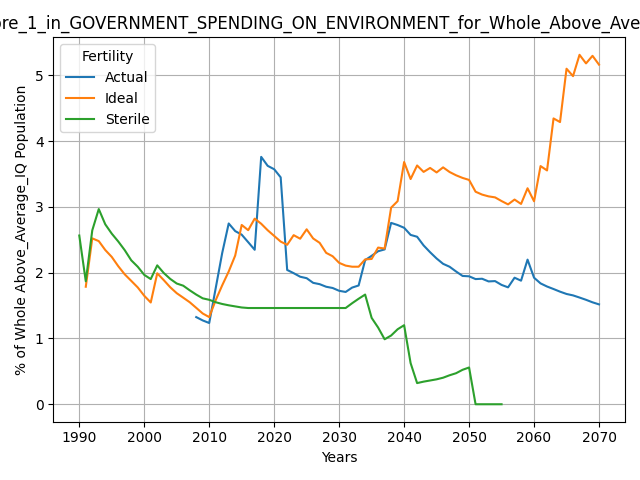 ore_1_in_GOVERNMENT_SPENDING_ON_ENVIRONMENT_for_Whole_Above_Ave
Fertility
Actual
Ideal
Sterile
% of Whole Above_Average_IQ Population
5
4
3
2
1
0
1990 2000 2010 2020 2030 2040 2050 2060 2070
Years